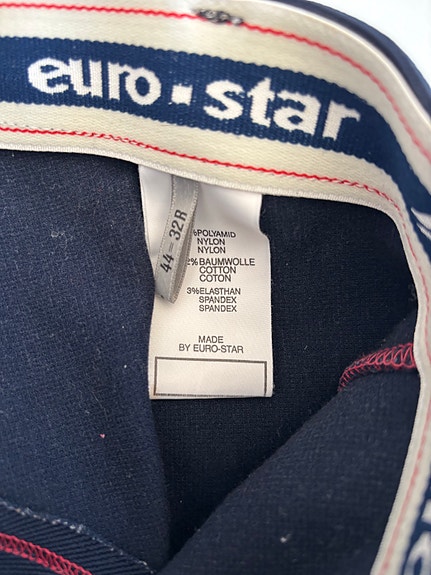 euro·star
44 - 32R
%POLYAMID
NYLON
NYLON
2%BAUMWOLLE
COTTON
COTON
3%ELASTHAN
SPANDEX
SPANDEX
MADE
BY EURO-STAR